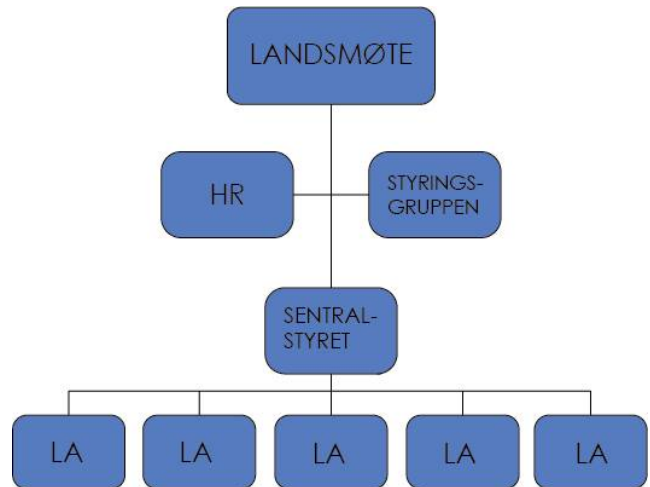 LANDSMØTE
HR
STYRINGS-
GRUPPEN
SENTRAL-
STYRET
LA
LA
LA
LA
LA